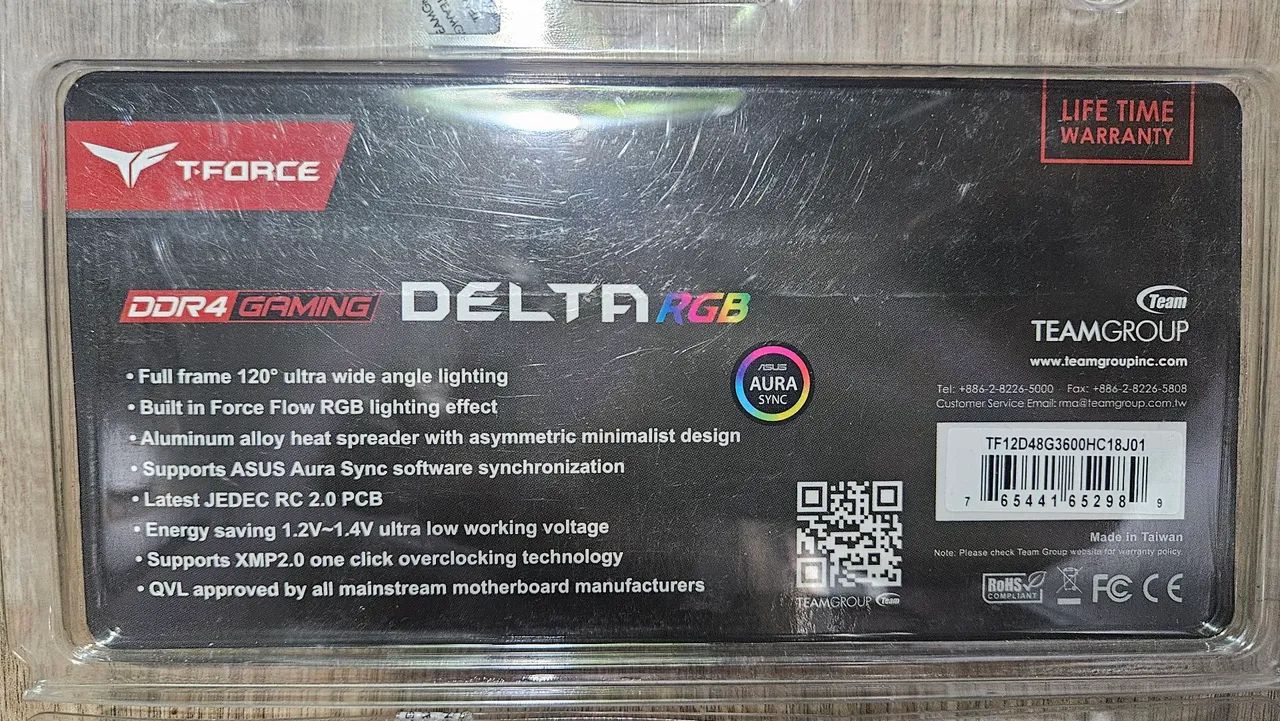 T-FORCE
LIFE TIME
WARRANTY
DDR4 GAMING DELTA RGB
• Full frame 120° ultra wide angle lighting
• Built in Force Flow RGB lighting effect
• Aluminum alloy heat spreader with asymmetric minimalist design
• Supports ASUS Aura Sync software synchronization
• Latest JEDEC RC 2.0 PCB
• Energy saving 1.2V~1.4V ultra low working voltage
• Supports XMP2.0 one click overclocking technology
• QVL approved by all mainstream motherboard manufacturers
ASUS
AURA
SYNC
TEAMGROUP Team
Team
TEAMGROUP
www.teamgroupinc.com
Tel: +886-2-8226-5000 Fax: +886-2-8226-5808
Customer Service Email: rma@teamgroup.com.tw
TF12D48G3600HC18J01
7 65441 65298 9
Made in Taiwan
Note: Please check Team Group website for warranty policy.
RoHS
COMPLIANT
FC CE